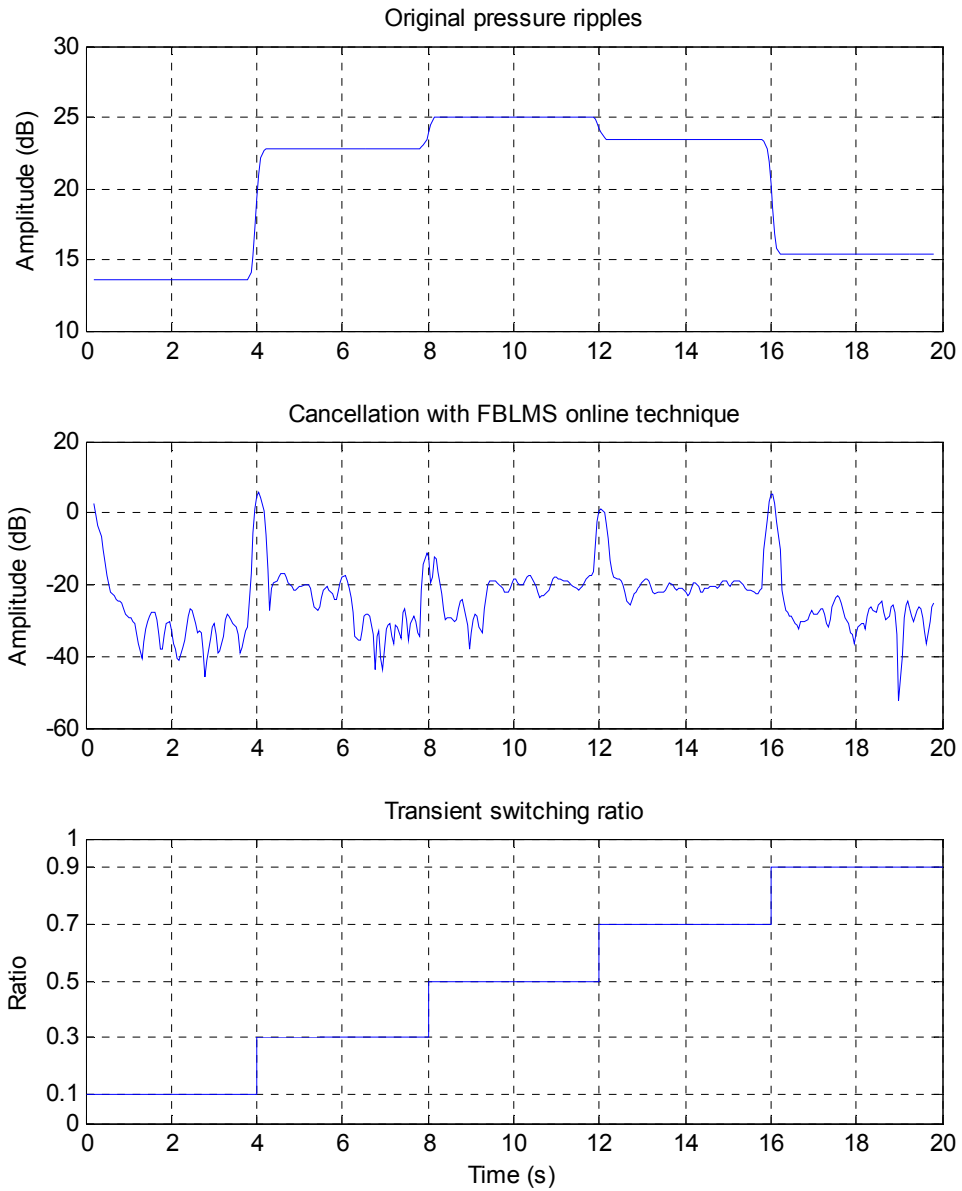 Original pressure ripples
Amplitude (dB)
30
25
20
15
10
0 2 4 6 8 10 12 14 16 18 20
Cancellation with FBLMS online technique
Amplitude (dB)
20
0
-20
-40
-60
0 2 4 6 8 10 12 14 16 18 20
Transient switching ratio
Ratio
1
0.9
0.7
0.5
0.3
0.1
0
0 2 4 6 8 10 12 14 16 18 20
Time (s)